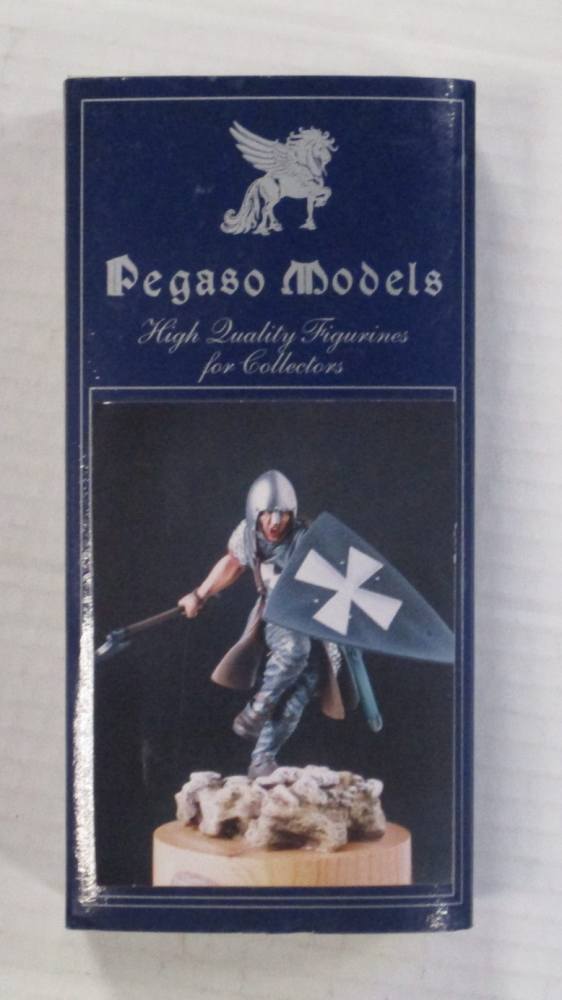 Pegaso Models
High Quality Figurines
for Collectors